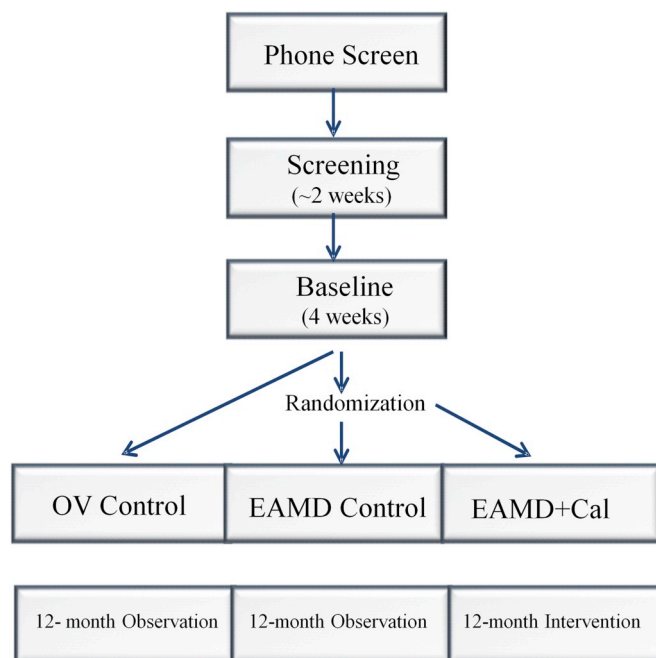 Phone Screen
Screening
(~2 weeks)
Baseline
(4 weeks)
Randomization
OV Control
EAMD Control
EAMD+Cal
12- month Observation
12-month Observation
12-month Intervention